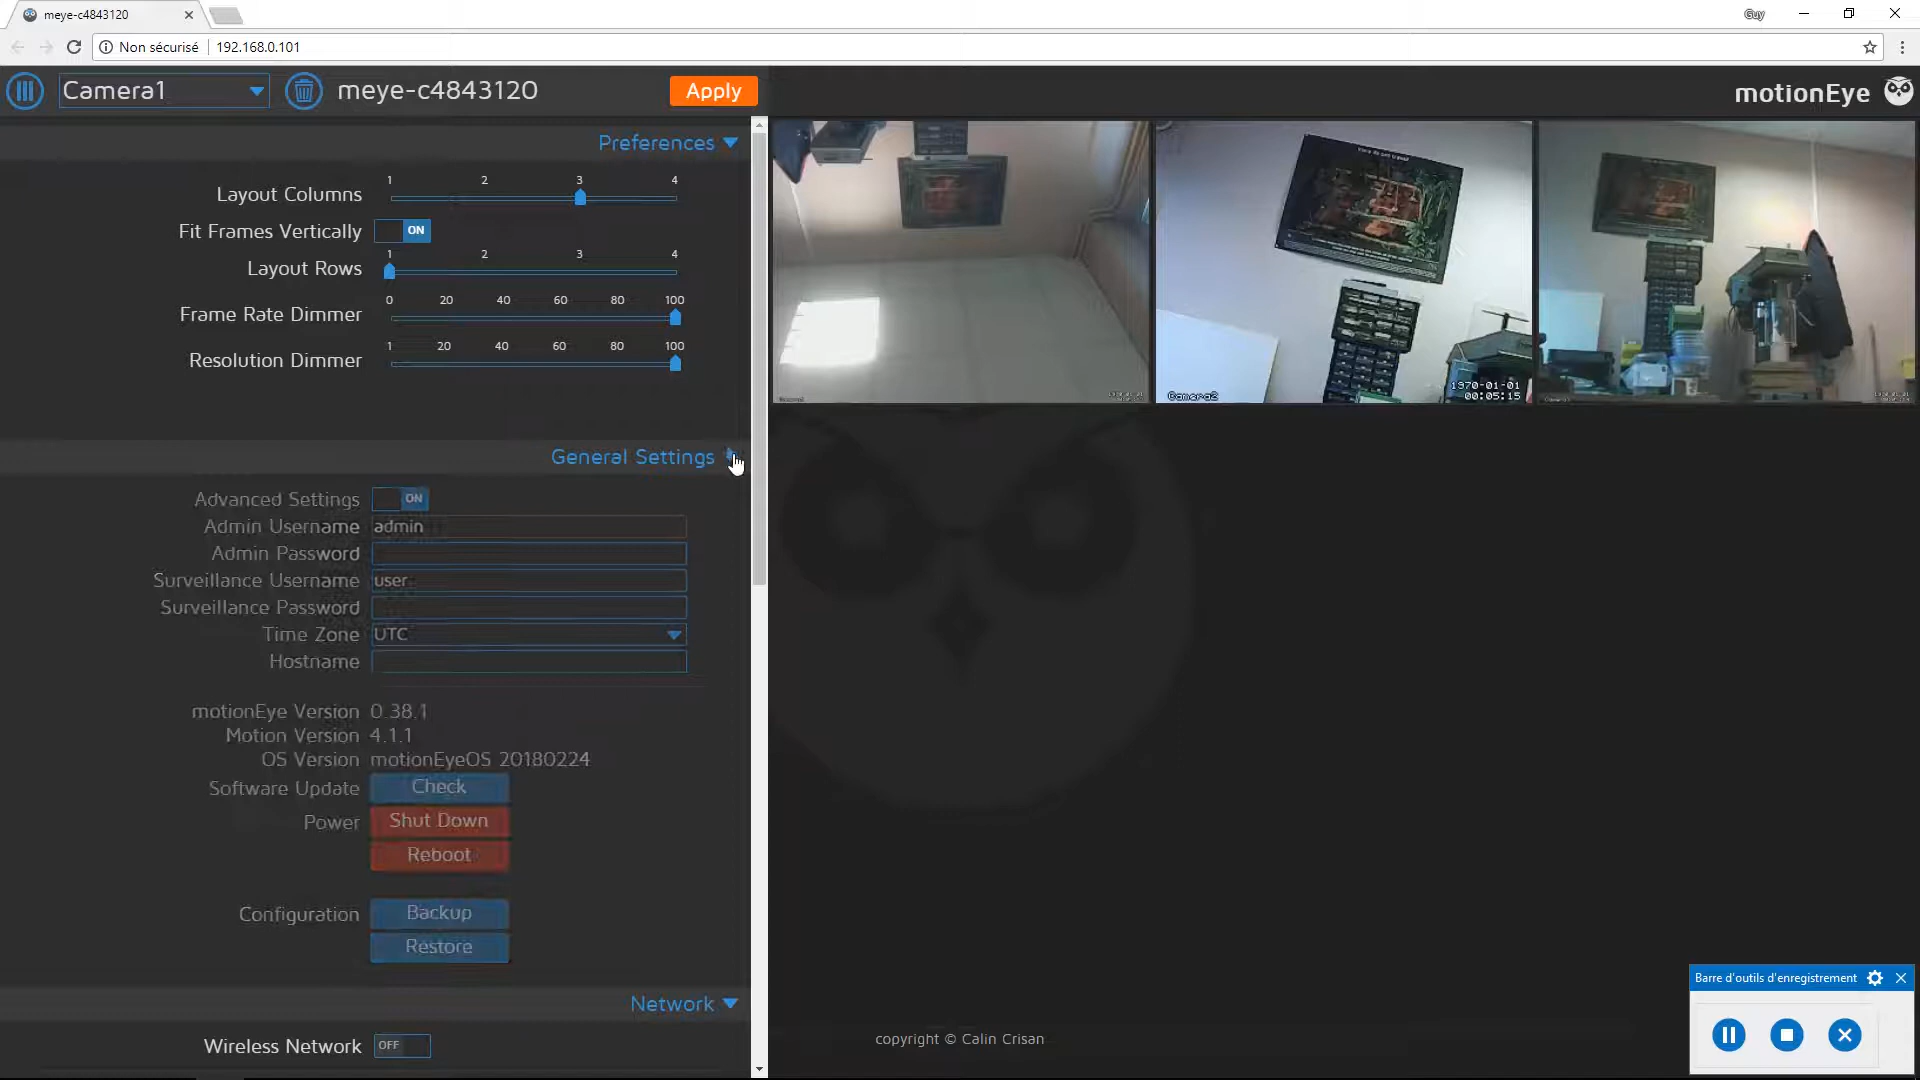 meye-c4843120
Guy
Non sécurisé
192.168.0.101
Camera1
meye-c4843120
Apply
motionEye
Preferences
Layout Columns
1 2 3 4
Fit Frames Vertically
ON
Layout Rows
1 2 3 4
Frame Rate Dimmer
0 20 40 60 80 100
Resolution Dimmer
1 20 40 60 80 100
Camera2
1970-01-01
00:05:15
General Settings
Advanced Settings
ON
Admin Username
admin
Admin Password
Surveillance Username
user
Surveillance Password
Time Zone
UTC
Hostname
motionEye Version
0.38.1
Motion Version
4.1.1
OS Version
motionEyeOS 20180224
Software Update
Check
Power
Shut Down
Reboot
Configuration
Backup
Restore
Network
Wireless Network
OFF
copyright © Calin Crisan
Barre d'outils d'enregistrement